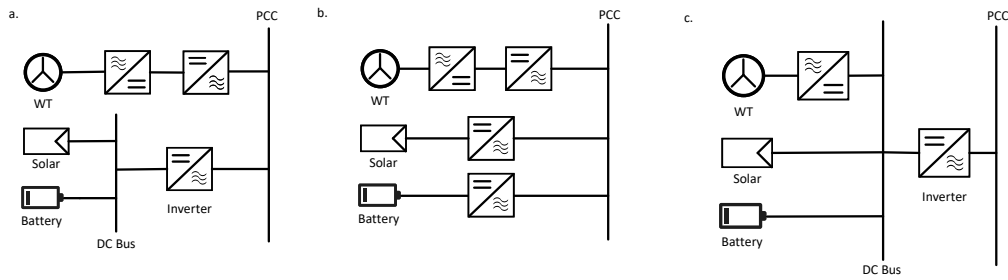 a.
PCC
WT
Solar
Battery
Inverter
DC Bus
b.
PCC
WT
Solar
Battery
c.
PCC
WT
Solar
Inverter
Battery
DC Bus